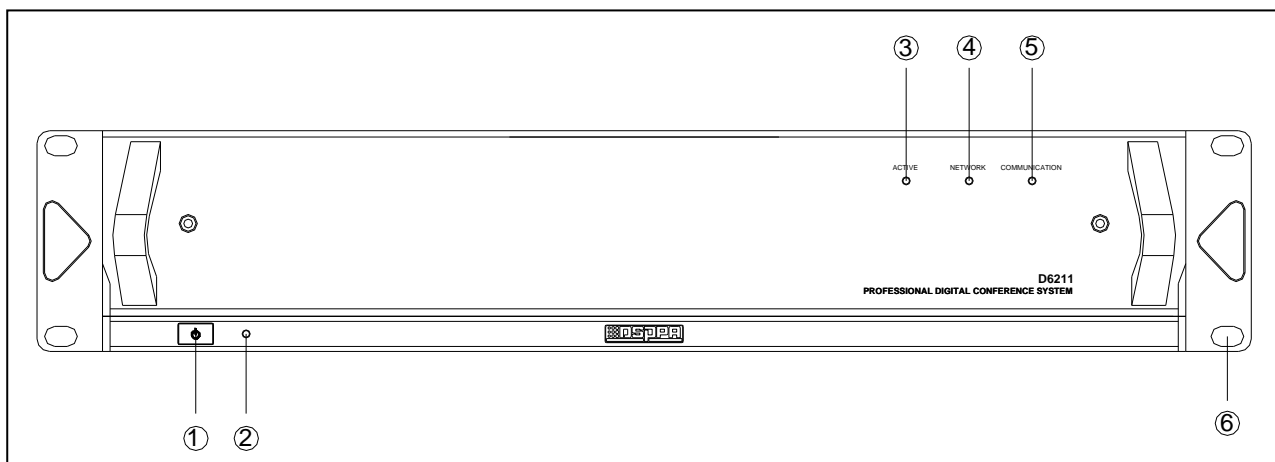 ③ ④ ⑤
ACTIVE NETWORK COMMUNICATION
D6211
PROFESSIONAL DIGITAL CONFERENCE SYSTEM
DSPPA
① ② ⑥